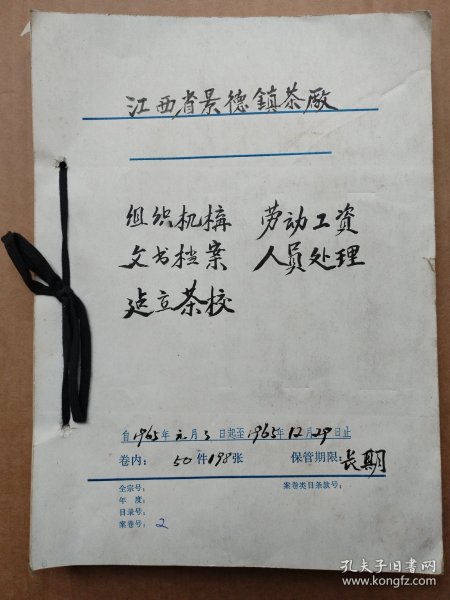 江西省景德鎮茶厰
组织机構 劳动工资
文书档案 人员处理
建立茶校
自1965年元月3日起至1965年12月29日止
卷内：50件198张 保管期限：长期
全宗号： 案卷类目条款号：
年度：
目录号：
案卷号：2
孔夫子旧书网
www.kongfz.com